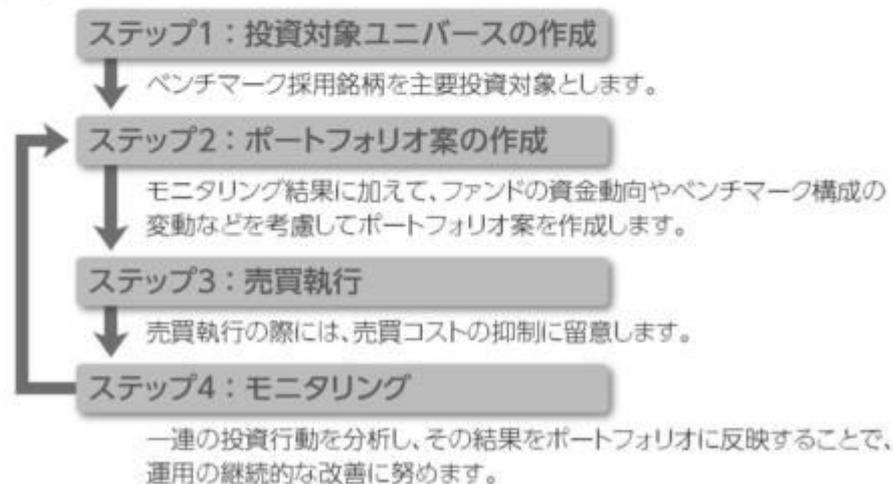 ステップ1：投資対象ユニバースの作成
ベンチマーク採用銘柄を主要投資対象とします。
ステップ2：ポートフォリオ案の作成
モニタリング結果に加えて、ファンドの資金動向やベンチマーク構成の
変動などを考慮してポートフォリオ案を作成します。
ステップ3：売買執行
売買執行の際には、売買コストの抑制に留意します。
ステップ4：モニタリング
一連の投資行動を分析し、その結果をポートフォリオに反映することで、
運用の継続的な改善に努めます。